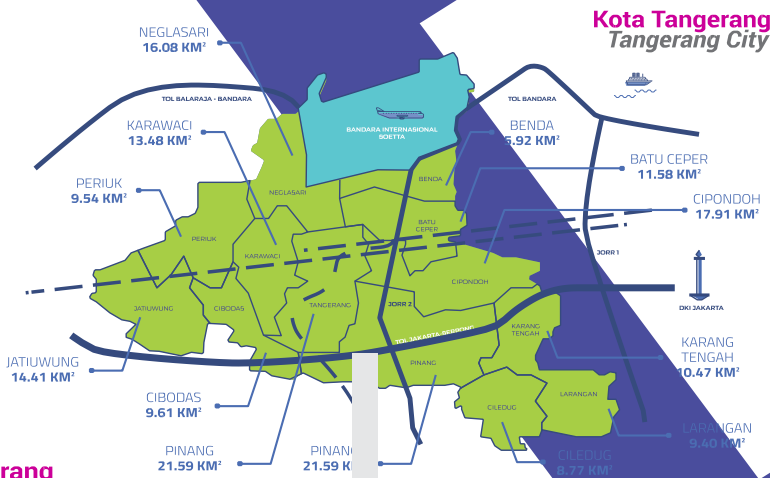 Kota Tangerang
Tangerang City
NEGLASARI
16.08 KM²
TOL BALARAJA - BANDARA
TOL BANDARA
KARAWACI
13.48 KM²
BANDARA INTERNASIONAL
SOETTA
BENDA
5.92 KM²
BATU CEPER
11.58 KM²
PERIUK
9.54 KM²
BENDA
NEGLASARI
CIPONDOH
17.91 KM²
BATU
CEPER
PERIUK
KARAWACI
JORR 1
CIPONDOH
JATIUWUNG
CIBODAS
TANGERANG
JORR 2
DKI JAKARTA
KARANG
TENGAH
TOL JAKARTA SERPONG
KARANG
TENGAH
10.47 KM²
JATIUWUNG
14.41 KM²
PINANG
CIBODAS
9.61 KM²
LARANGAN
CILEDUG
LARANGAN
9.40 KM²
PINANG
21.59 KM²
PINANG
21.59 KM²
CILEDUG
8.77 KM²
rang